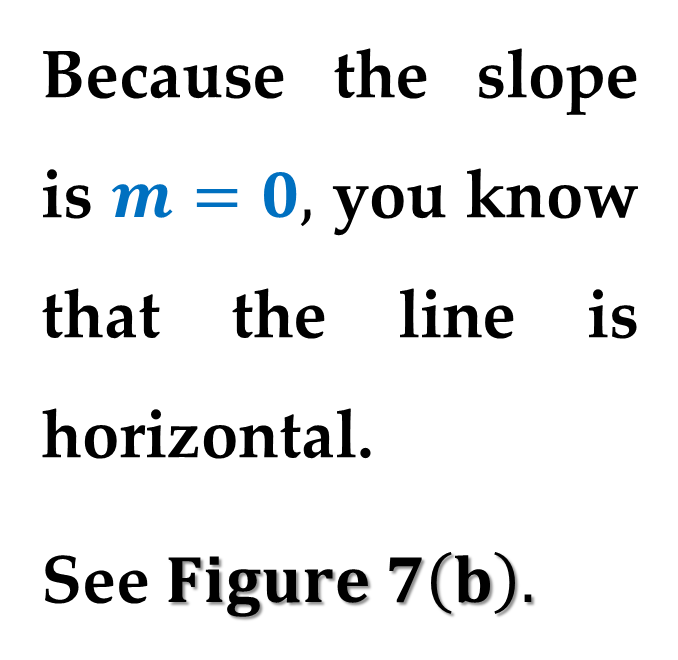 Because the slope
is m = 0, you know
that the line is
horizontal.
See Figure 7(b).